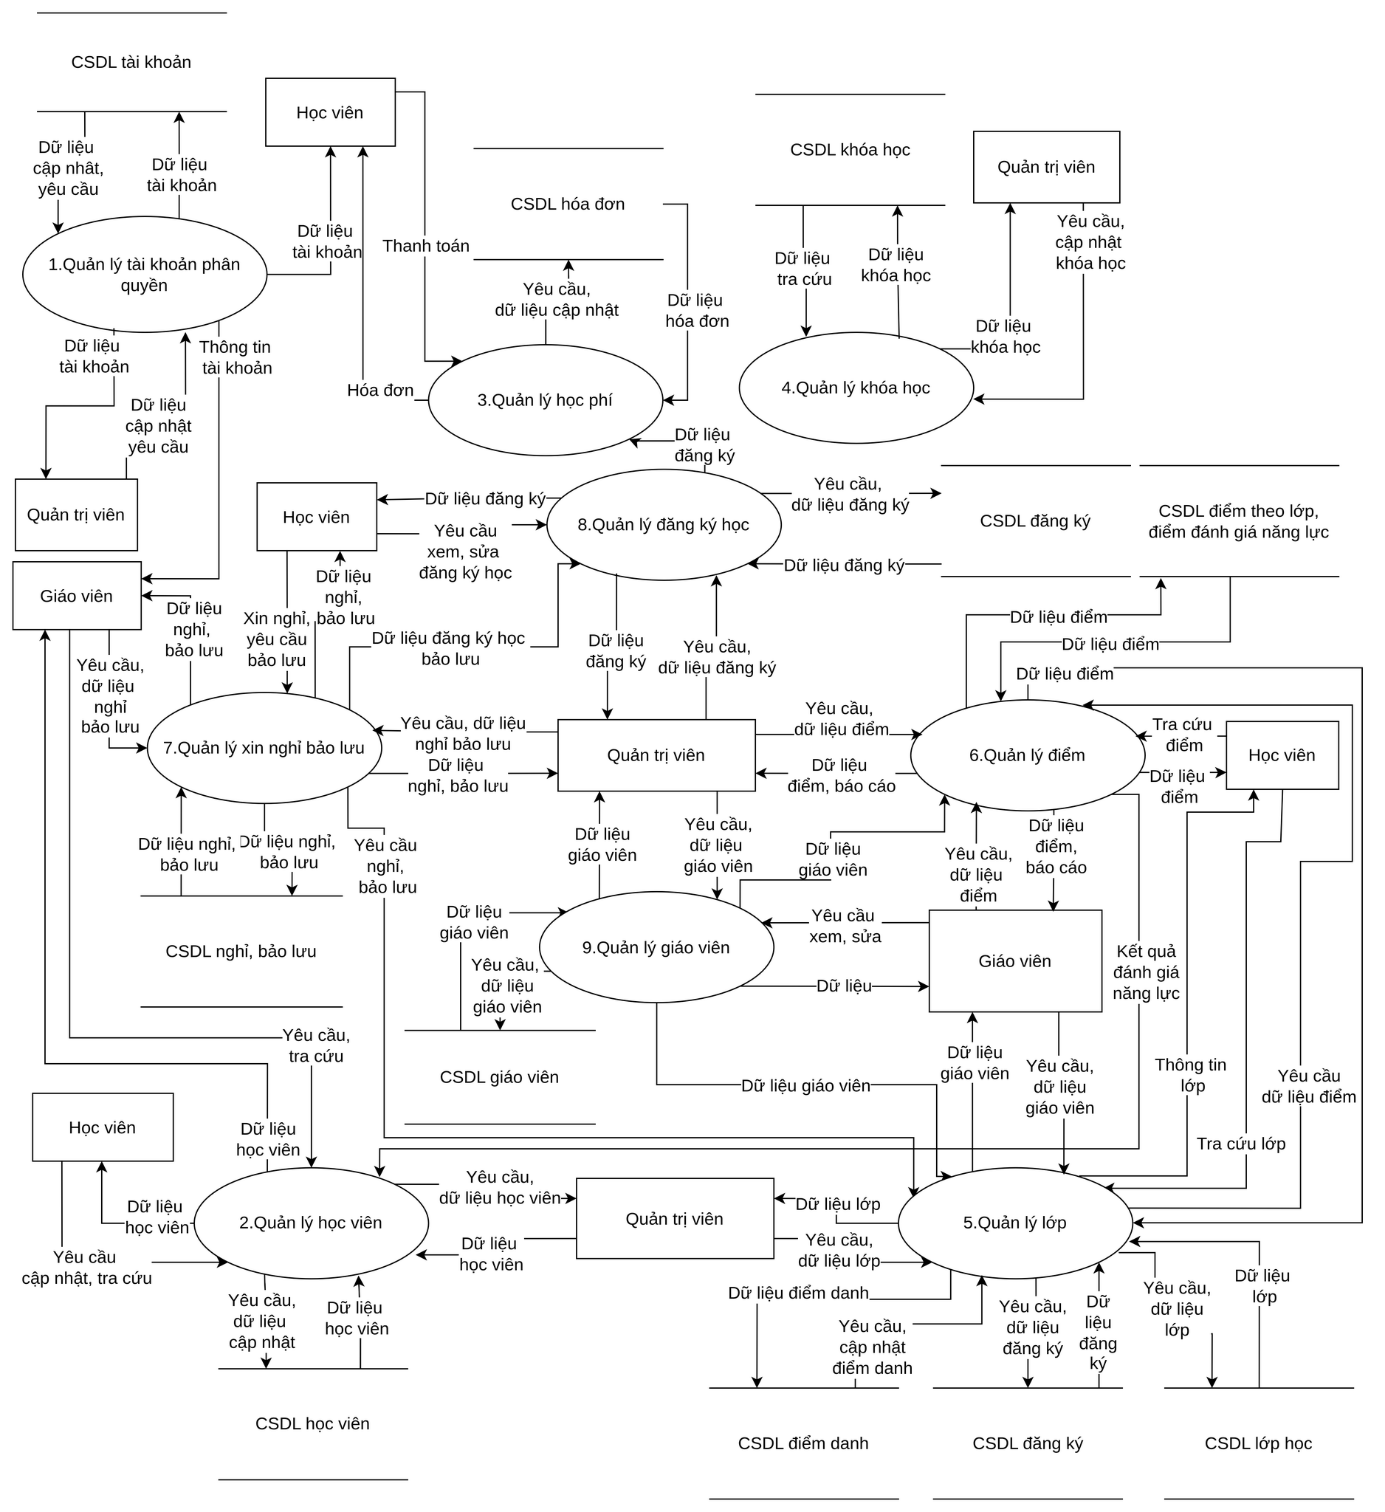 CSDL tài khoản
Học viên
CSDL khóa học
Quản trị viên
Dữ liệu
cập nhât,
yêu cầu
Dữ liệu
tài khoản
CSDL hóa đơn
Dữ liệu
tài khoản
Thanh toán
Yêu cầu,
cập nhật
khóa học
Dữ liệu
tra cứu
Dữ liệu
khóa học
1.Quản lý tài khoản phân
quyền
Yêu cầu,
dữ liệu cập nhật
Dữ liệu
hóa đơn
Dữ liệu
khóa học
Dữ liệu
tài khoản
Thông tin
tài khoản
Hóa đơn
3.Quản lý học phí
4.Quản lý khóa học
Dữ liệu
cập nhật
yêu cầu
Dữ liệu
đăng ký
Quản trị viên
Học viên
Dữ liệu đăng ký
Yêu cầu
xem, sửa
đăng ký học
8.Quản lý đăng ký học
Yêu cầu,
dữ liệu đăng ký
CSDL đăng ký
CSDL điểm theo lớp,
điểm đánh giá năng lực
Dữ liệu đăng ký
Giáo viên
Dữ liệu
nghỉ,
bảo lưu
Xin nghỉ,
yêu cầu
bảo lưu
Dữ liệu
nghỉ,
bảo lưu
Dữ liệu đăng ký học
bảo lưu
Dữ liệu
đăng ký
Yêu cầu,
dữ liệu đăng ký
Dữ liệu điểm
Dữ liệu điểm
Dữ liệu điểm
Yêu cầu,
dữ liệu
nghỉ
bảo lưu
7.Quản lý xin nghỉ bảo lưu
Yêu cầu, dữ liệu
nghỉ bảo lưu
Dữ liệu
nghỉ, bảo lưu
Quản trị viên
Yêu cầu,
dữ liệu điểm
Dữ liệu
điểm, báo cáo
6.Quản lý điểm
Tra cứu
điểm
Dữ liệu
điểm
Học viên
Dữ liệu nghỉ,
bảo lưu
Dữ liệu nghỉ,
bảo lưu
Yêu cầu
nghỉ,
bảo lưu
Dữ liệu
giáo viên
Yêu cầu,
dữ liệu
giáo viên
Dữ liệu
giáo viên
Yêu cầu,
dữ liệu
điểm
Dữ liệu
điểm,
báo cáo
CSDL nghỉ, bảo lưu
Dữ liệu
giáo viên
Yêu cầu,
dữ liệu
giáo viên
9.Quản lý giáo viên
Yêu cầu
xem, sửa
Dữ liệu
Giáo viên
Kết quả
đánh giá
năng lực
Yêu cầu,
tra cứu
CSDL giáo viên
Dữ liệu giáo viên
Dữ liệu
giáo viên
Yêu cầu,
dữ liệu
giáo viên
Thông tin
lớp
Yêu cầu
dữ liệu điểm
Học viên
Dữ liệu
học viên
Tra cứu lớp
Dữ liệu
học viên
2.Quản lý học viên
Yêu cầu,
dữ liệu học viên
Dữ liệu
học viên
Quản trị viên
Dữ liệu lớp
Yêu cầu,
dữ liệu lớp
5.Quản lý lớp
Yêu cầu
cập nhật, tra cứu
Yêu cầu,
dữ liệu
cập nhật
Dữ liệu
học viên
Dữ liệu điểm danh
Yêu cầu,
cập nhật
điểm danh
Yêu cầu,
dữ liệu
đăng ký
Dữ
liệu
đăng
ký
Yêu cầu,
dữ liệu
lớp
Dữ liệu
lớp
CSDL học viên
CSDL điểm danh
CSDL đăng ký
CSDL lớp học